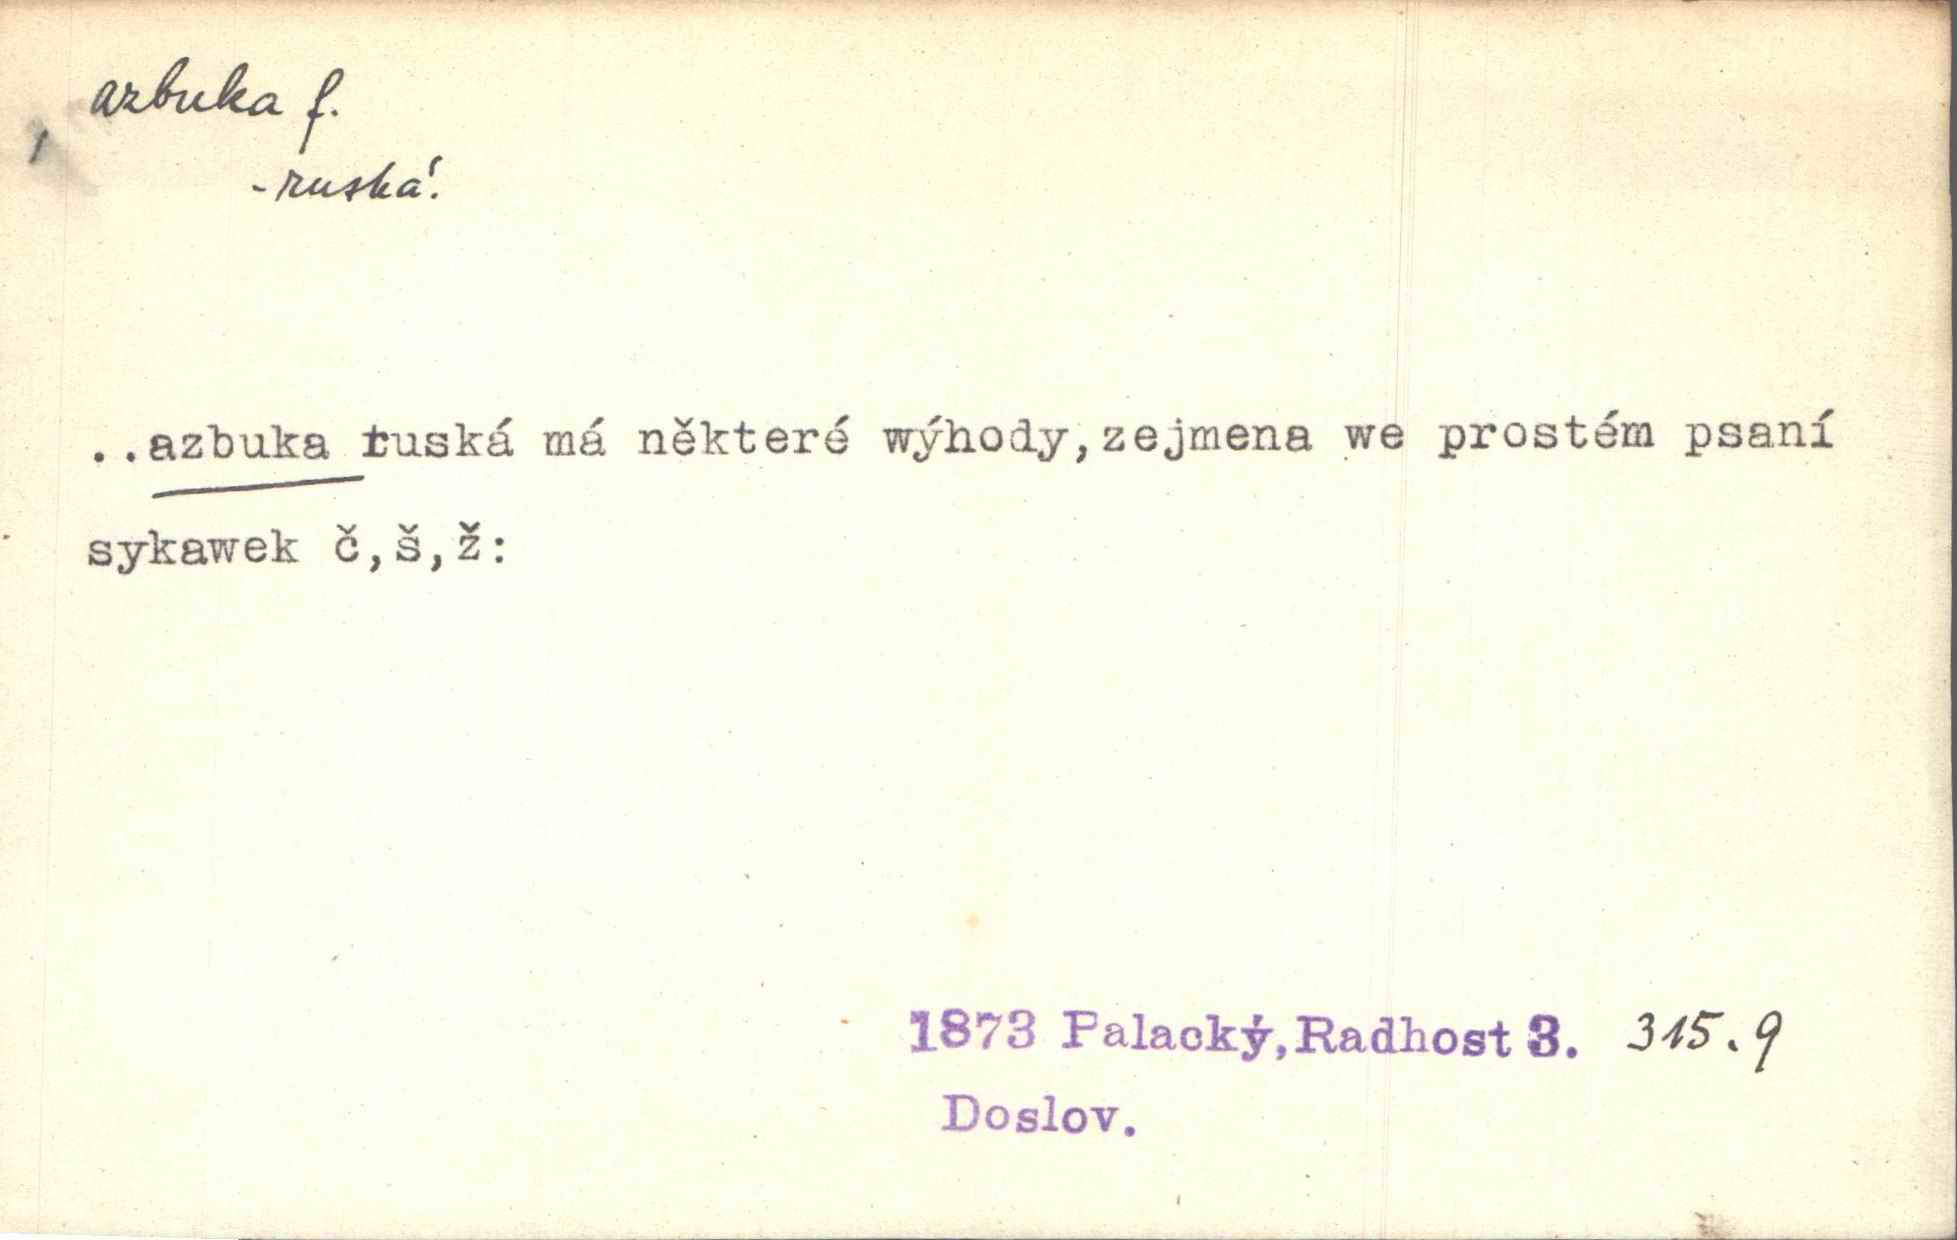 azbuka f.
- ruská.
..azbuka ruská má některé wýhody,zejmena we prostém psaní
sykawek č,š,ž:
1873 Palacký,Radhost 3. 315.9
Doslov.